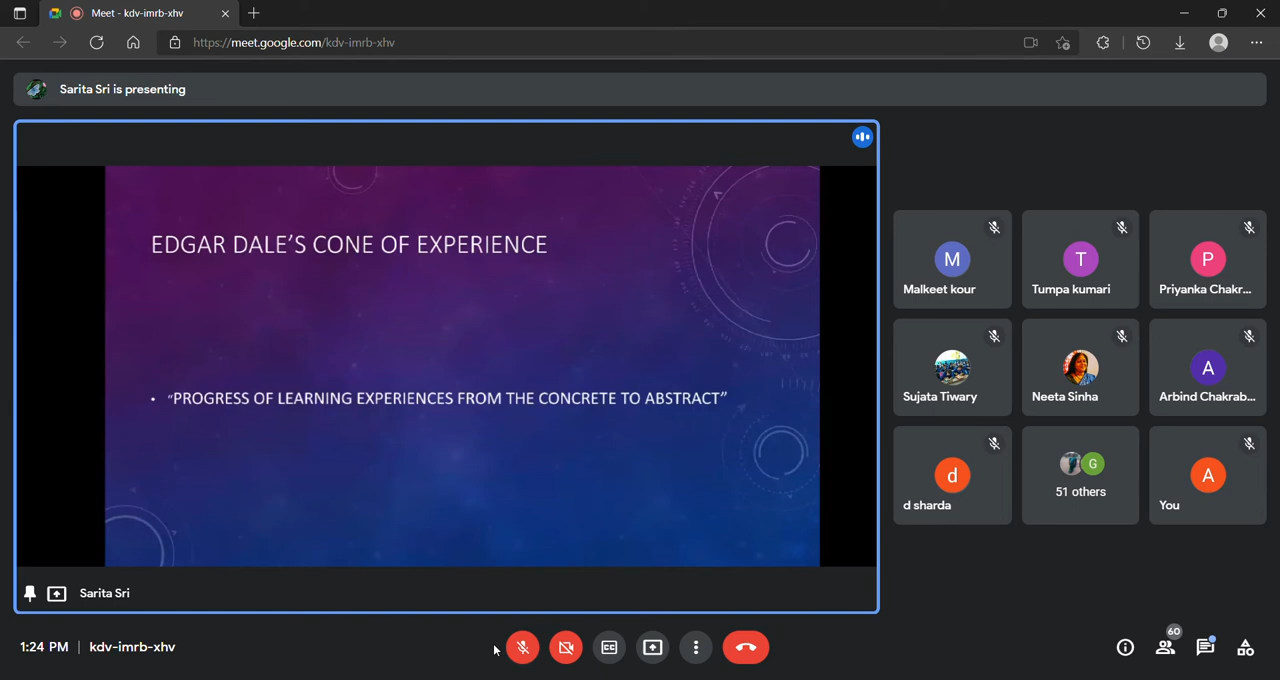 Meet - kdv-imrb-xhv
https://meet.google.com/kdv-imrb-xhv
Sarita Sri is presenting
EDGAR DALE'S CONE OF EXPERIENCE
• "PROGRESS OF LEARNING EXPERIENCES FROM THE CONCRETE TO ABSTRACT"
M
Malkeet kour
T
Tumpa kumari
P
Priyanka Chakr...
Sujata Tiwary
Neeta Sinha
A
Arbind Chakrab...
d
d sharda
G
51 others
A
You
Sarita Sri
1:24 PM | kdv-imrb-xhv
CC
60